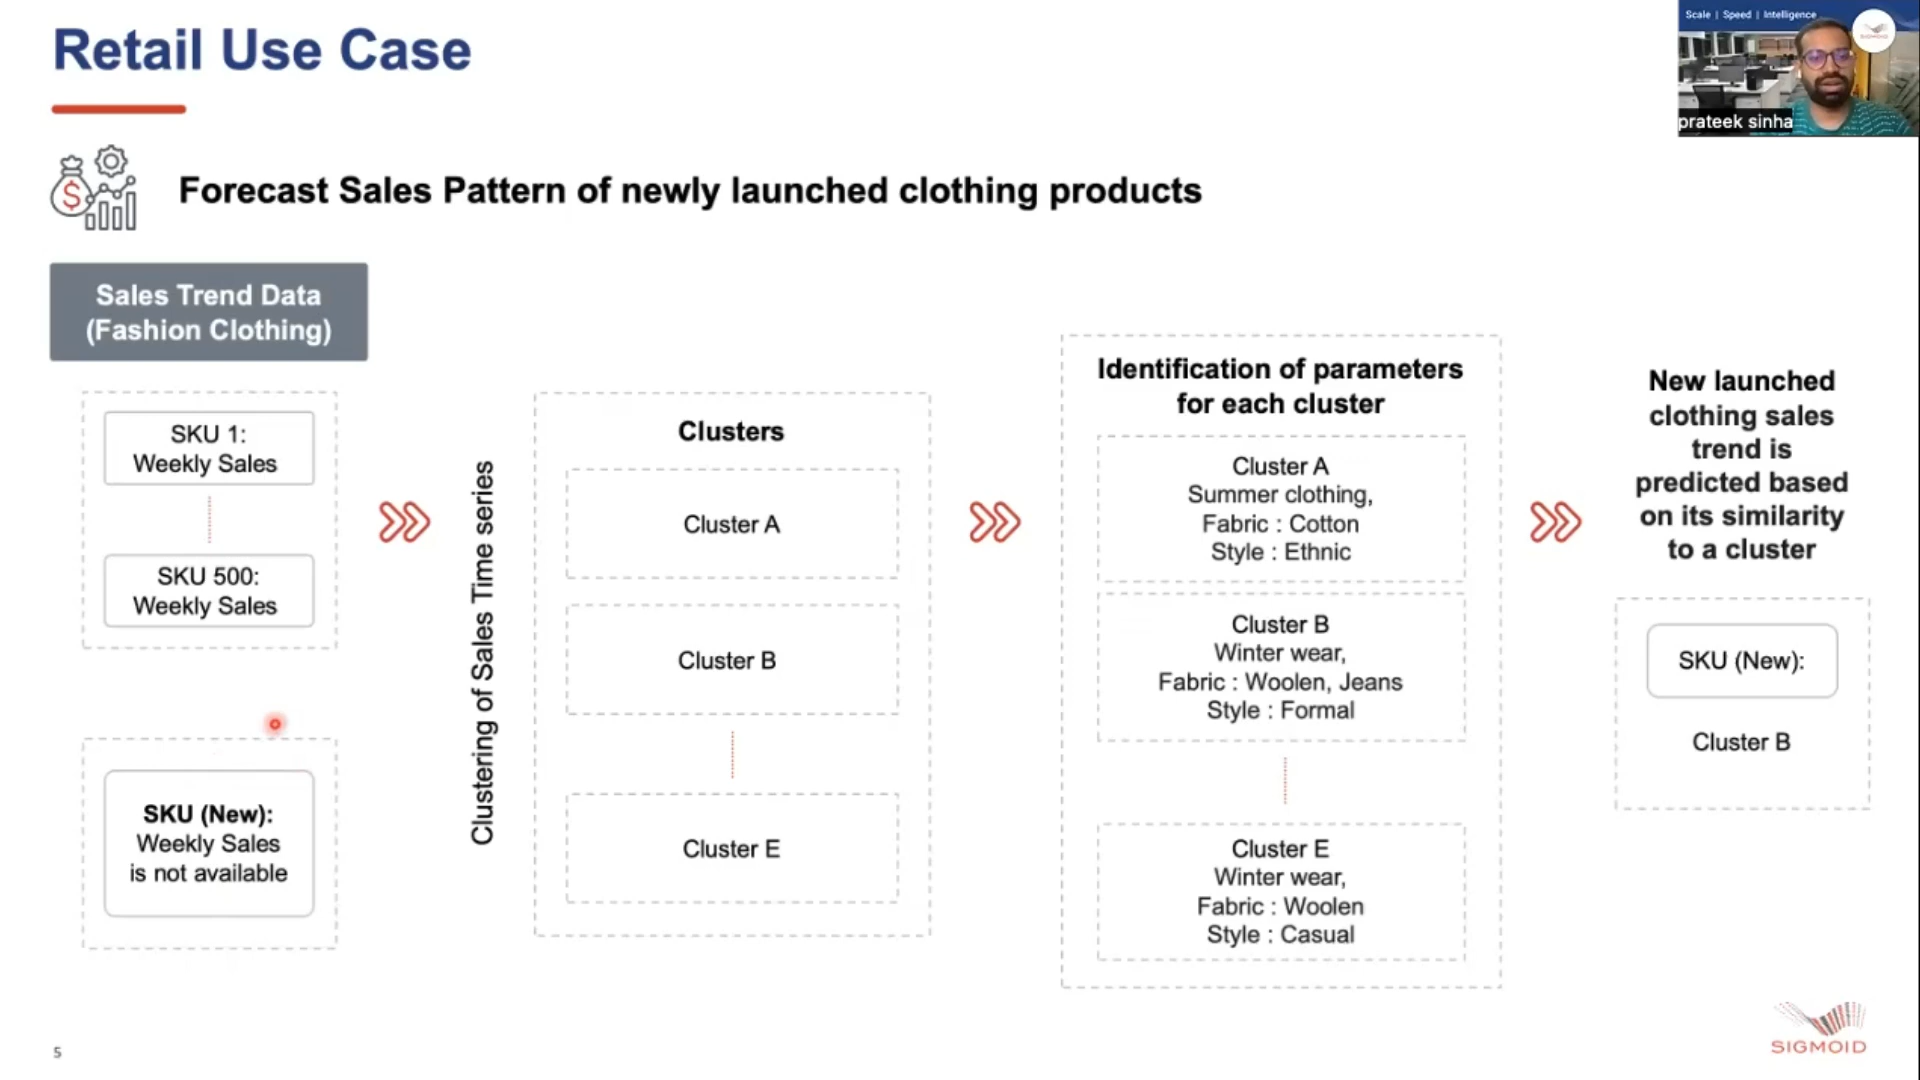 Retail Use Case
Scale | Speed | Intelligence
SIGMOID
prateek sinha
$
Forecast Sales Pattern of newly launched clothing products
Sales Trend Data
(Fashion Clothing)
SKU 1:
Weekly Sales
SKU 500:
Weekly Sales
SKU (New):
Weekly Sales
is not available
Clustering of Sales Time series
Clusters
Cluster A
Cluster B
Cluster E
Identification of parameters
for each cluster
Cluster A
Summer clothing,
Fabric : Cotton
Style : Ethnic
Cluster B
Winter wear,
Fabric : Woolen, Jeans
Style : Formal
Cluster E
Winter wear,
Fabric : Woolen
Style : Casual
New launched
clothing sales
trend is
predicted based
on its similarity
to a cluster
SKU (New):
Cluster B
5
SIGMOID